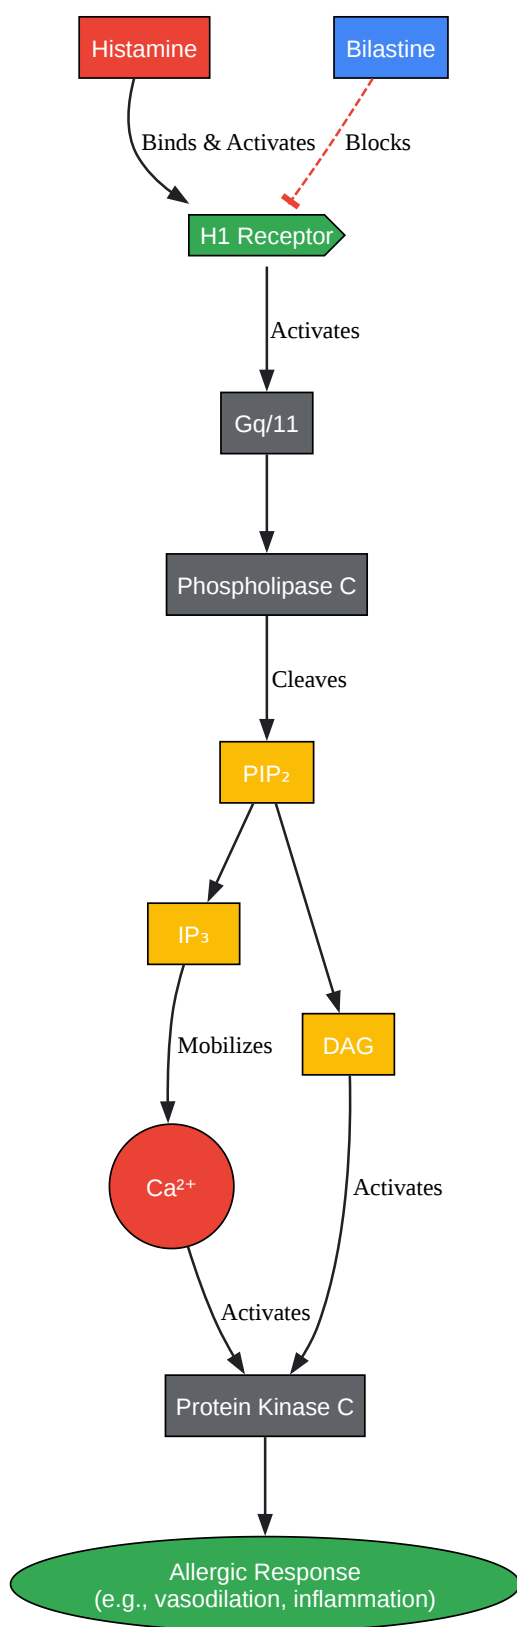 Histamine
Bilastine
Binds & Activates
Blocks
H1 Receptor
Activates
Gq/11
Phospholipase C
Cleaves
PIP₂
IP₃
Mobilizes
DAG
Ca²⁺
Activates
Activates
Protein Kinase C
Allergic Response
(e.g., vasodilation, inflammation)